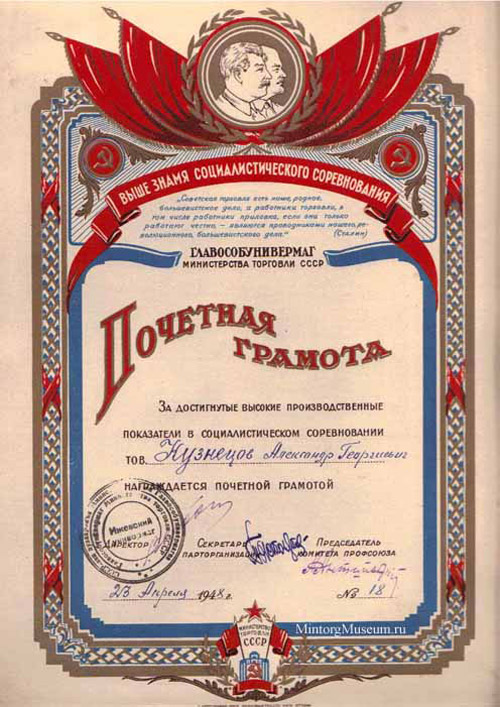 ВЫШЕ ЗНАМЯ СОЦИАЛИСТИЧЕСКОГО СОРЕВНОВАНИЯ
„Советская торговля есть наше, родное,
большевистское дело, а работники торговли, в
том числе работники прилавка, если они только
работают честно, – являются проводниками нашего, ре-
волюционного, большевистского дела."
(Сталин)
ГЛАВОСОБУНИВЕРМАГ
МИНИСТЕРСТВА ТОРГОВЛИ СССР
ПОЧЕТНАЯ
ГРАМОТА
ЗА ДОСТИГНУТЫЕ ВЫСОКИЕ ПРОИЗВОДСТВЕННЫЕ
ПОКАЗАТЕЛИ В СОЦИАЛИСТИЧЕСКОМ СОРЕВНОВАНИИ
ТОВ. Кузнецов Александр Георгиевич
НАГРАЖДАЕТСЯ ПОЧЕТНОЙ ГРАМОТОЙ
Ижевский
универмаг
ДИРЕКТОР
СЕКРЕТАРЬ
ПАРТОРГАНИЗАЦИИ
ПРЕДСЕДАТЕЛЬ
КОМИТЕТА ПРОФСОЮЗА
23 Апреля 1948 г.
№ 18
МИНИСТЕРСТВО
ТОРГОВЛИ
СССР
MintorgMuseum.ru